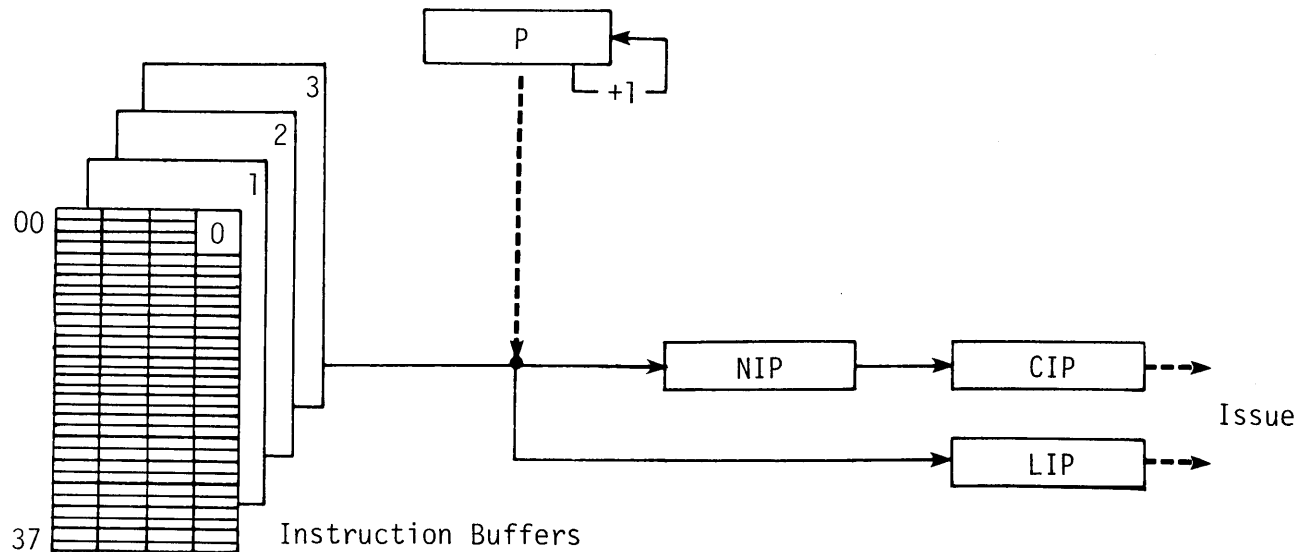 P
+1
3
2
1
0
00
NIP
CIP
Issue
LIP
37
Instruction Buffers